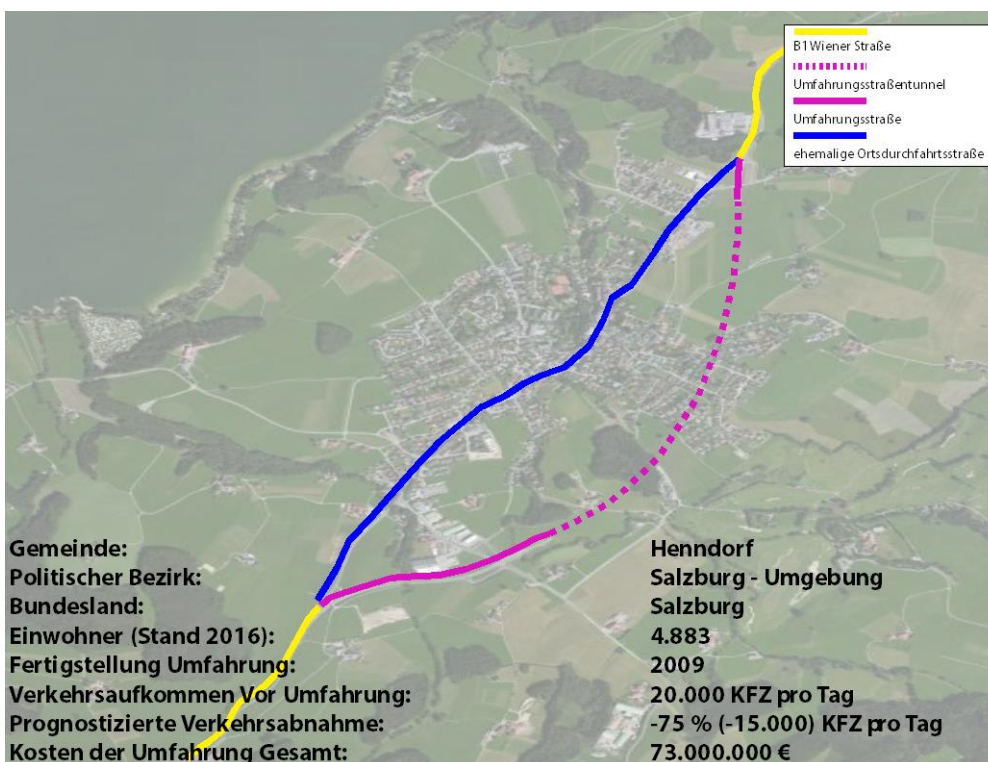 B1 Wiener Straße
Umfahrungsstraßentunnel
Umfahrungsstraße
ehemalige Ortsdurchfahrtsstraße
Gemeinde: Henndorf
Politischer Bezirk: Salzburg - Umgebung
Bundesland: Salzburg
Einwohner (Stand 2016): 4.883
Fertigstellung Umfahrung: 2009
Verkehrsaufkommen Vor Umfahrung: 20.000 KFZ pro Tag
Prognostizierte Verkehrsabnahme: -75 % (-15.000) KFZ pro Tag
Kosten der Umfahrung Gesamt: 73.000.000 €